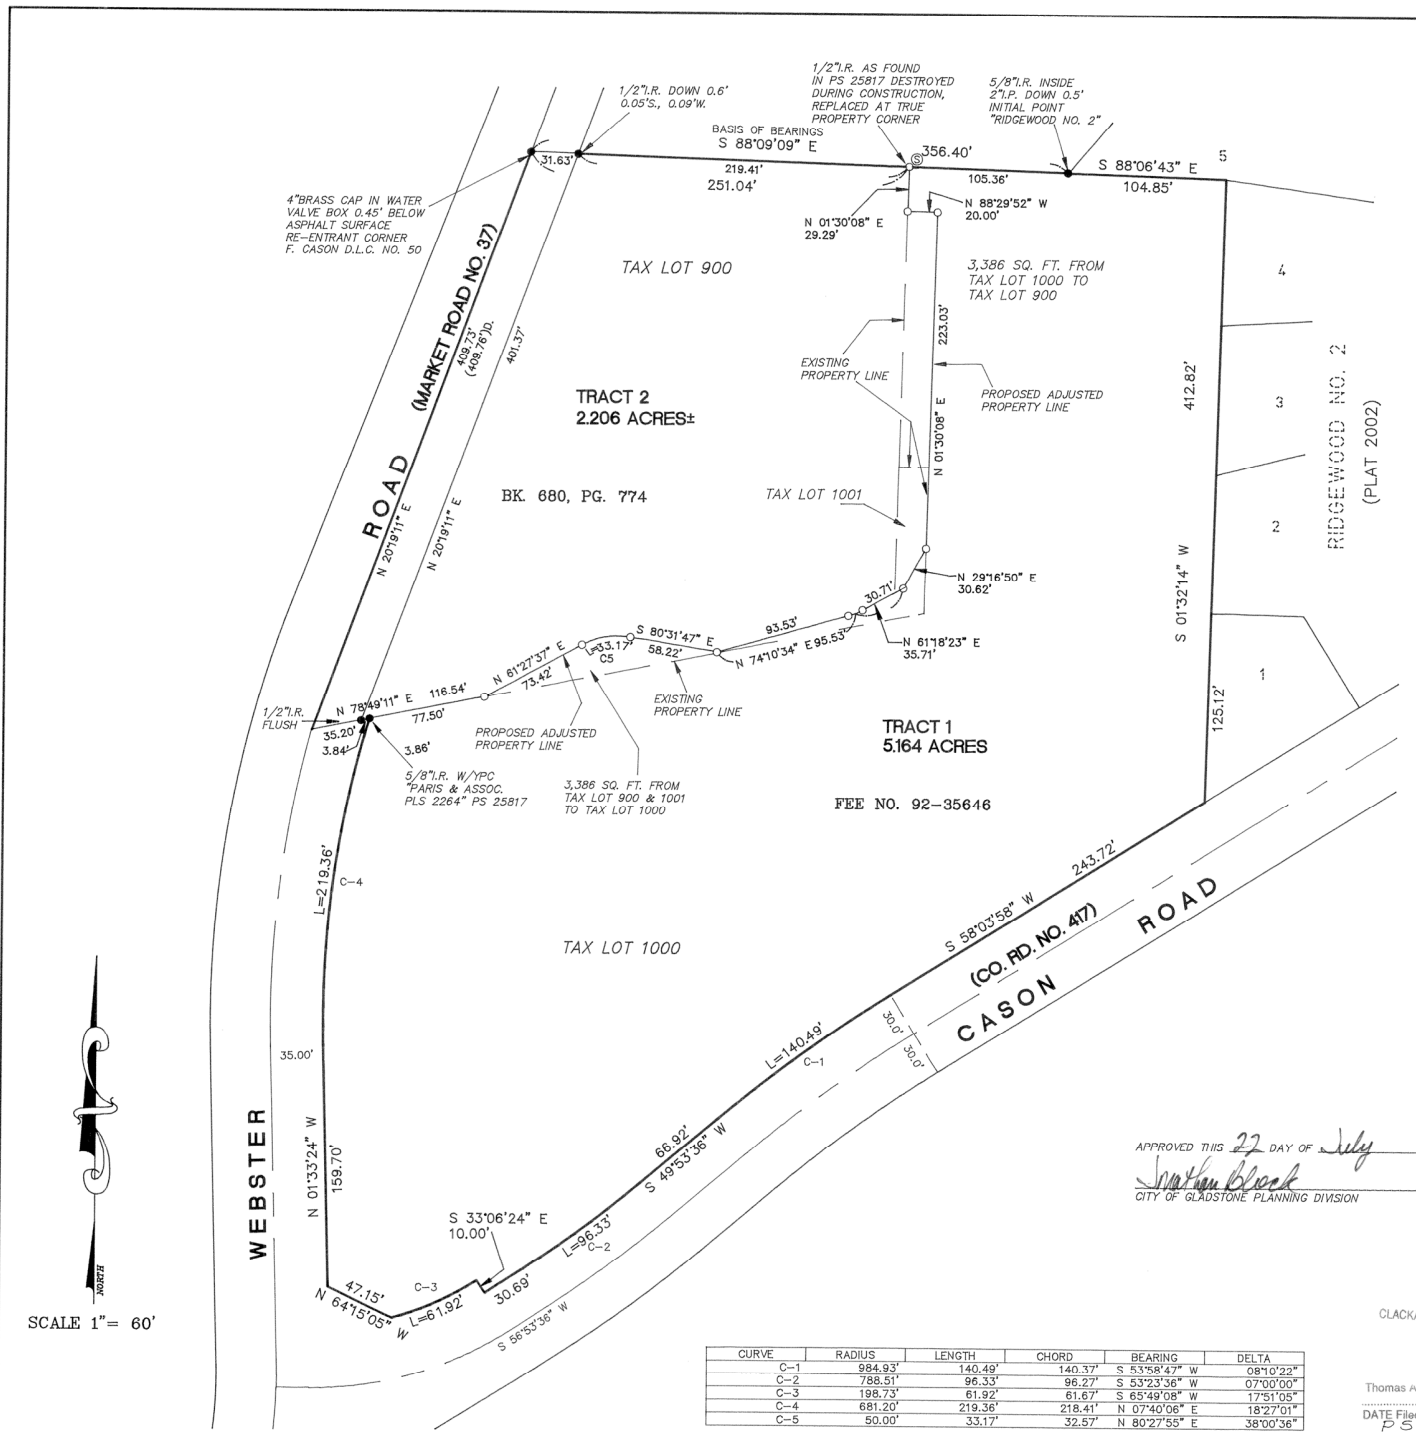 1/2"I.R. AS FOUND
IN PS 25817 DESTROYED
DURING CONSTRUCTION,
REPLACED AT TRUE
PROPERTY CORNER
5/8"I.R. INSIDE
2"I.P. DOWN 0.5'
INITIAL POINT
"RIDGEWOOD NO. 2"
1/2"I.R. DOWN 0.6'
0.05'S., 0.09'W.
BASIS OF BEARINGS
S 88°09'09" E
356.40'
S 88°06'43" E
5
31.63'
219.41'
251.04'
105.36'
104.85'
4"BRASS CAP IN WATER
VALVE BOX 0.45' BELOW
ASPHALT SURFACE
RE-ENTRANT CORNER
F. CASON D.L.C. NO. 50
N 01°30'08" E
29.29'
N 88°29'52" W
20.00'
TAX LOT 900
3,386 SQ. FT. FROM
TAX LOT 1000 TO
TAX LOT 900
4
(MARKET ROAD NO. 37)
409.73'
(409.76')D.
401.37'
223.03'
EXISTING
PROPERTY LINE
PROPOSED ADJUSTED
PROPERTY LINE
412.82'
3
RIDGEWOOD NO. 2
(PLAT 2002)
TRACT 2
2.206 ACRES±
N 01°30'08" E
ROAD
BK. 680, PG. 774
TAX LOT 1001
2
N 20°19'11" E
N 20°19'11" E
N 29°16'50" E
30.62'
S 01°32'14" W
30.71'
93.53'
N 61°18'23" E
35.71'
N 74°10'34" E 95.53'
S 80°31'47" E
58.22'
L=33.17'
C5
N 61°27'37" E
73.42'
1
N 78°49'11" E
116.54'
77.50'
1/2"I.R.
FLUSH
35.20'
3.84'
3.86'
EXISTING
PROPERTY LINE
PROPOSED ADJUSTED
PROPERTY LINE
125.12'
TRACT 1
5.164 ACRES
5/8"I.R. W/YPC
"PARIS & ASSOC.
PLS 2264" PS 25817
3,386 SQ. FT. FROM
TAX LOT 900 & 1001
TO TAX LOT 1000
FEE NO. 92-35646
L=219.36'
C-4
243.72'
S 58°03'58" W
(CO. RD. NO. 417)
CASON ROAD
TAX LOT 1000
30.0'
30.0'
L=140.49'
C-1
35.00'
WEBSTER
N 01°33'24" W
159.70'
66.92'
S 49°53'36" W
APPROVED THIS 22 DAY OF July
Jonathan Block
CITY OF GLADSTONE PLANNING DIVISION
S 33°06'24" E
10.00'
L=96.33'
C-2
47.15'
N 64°15'05" W
C-3
L=61.92'
30.69'
S 56°53'36" W
NORTH
SCALE 1"= 60'
CLACKA
CURVE RADIUS LENGTH CHORD BEARING DELTA
C-1 984.93' 140.49' 140.37' S 53°58'47" W 08°10'22"
C-2 788.51' 96.33' 96.27' S 53°23'36" W 07°00'00"
C-3 198.73' 61.92' 61.67' S 65°49'08" W 17°51'05"
C-4 681.20' 219.36' 218.41' N 07°40'06" E 18°27'01"
C-5 50.00' 33.17' 32.57' N 80°27'55" E 38°00'36"
Thomas A
DATE Filed
PS